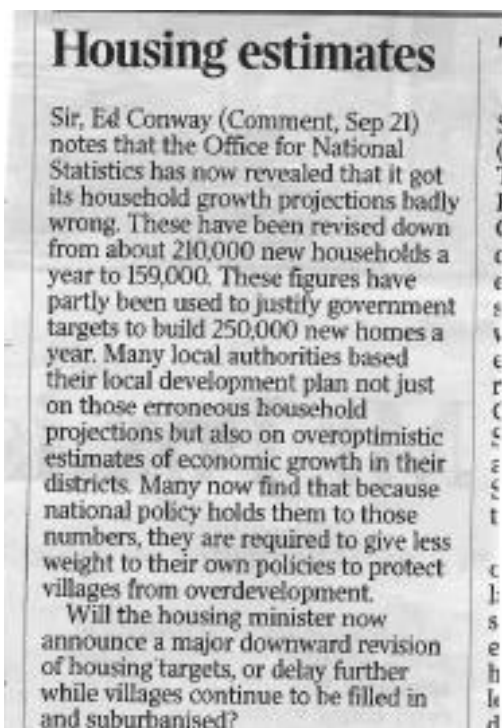 Housing estimates
Sir, Ed Conway (Comment, Sep 21)
notes that the Office for National
Statistics has now revealed that it got
its household growth projections badly
wrong. These have been revised down
from about 210,000 new households a
year to 159,000. These figures have
partly been used to justify government
targets to build 250,000 new homes a
year. Many local authorities based
their local development plan not just
on those erroneous household
projections but also on overoptimistic
estimates of economic growth in their
districts. Many now find that because
national policy holds them to those
numbers, they are required to give less
weight to their own policies to protect
villages from overdevelopment.
Will the housing minister now
announce a major downward revision
of housing targets, or delay further
while villages continue to be filled in
and suburbanised?